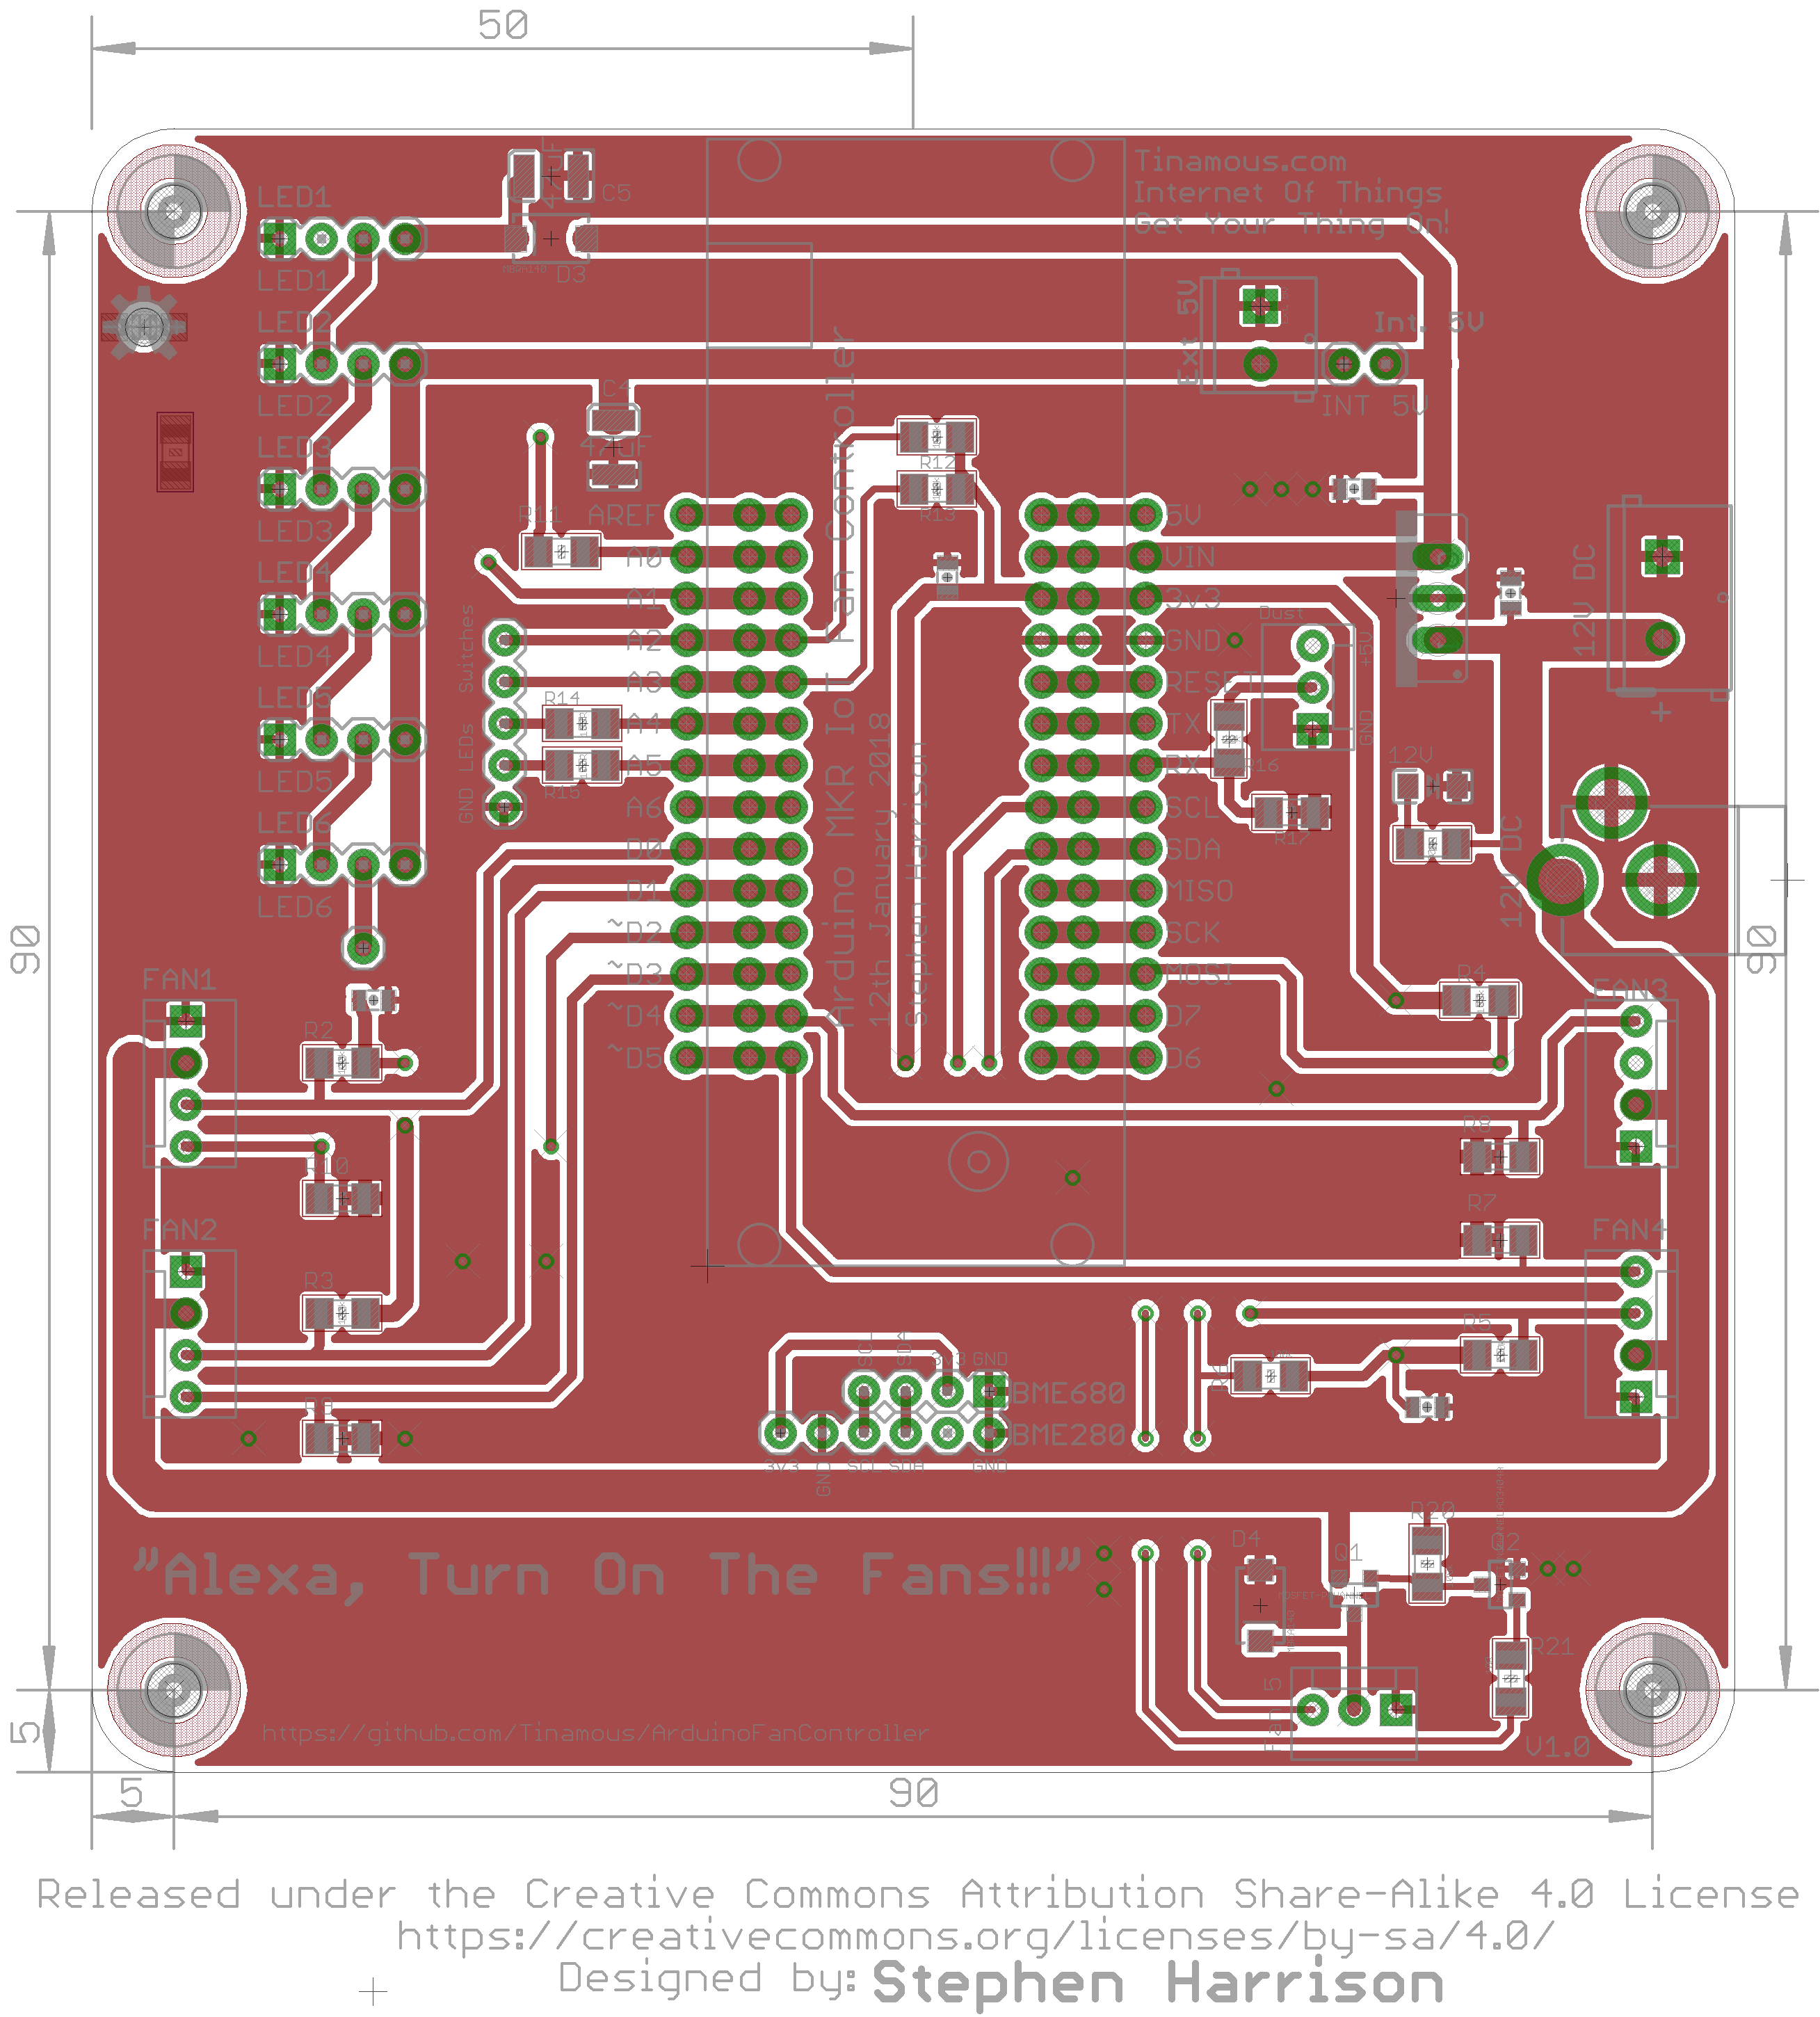 50
Tinamous.com
Internet Of Things
Get Your Thing On!
LED1
LED1
C5
D3
LED2
LED2
Ext 5V
Int. 5V
INT 5V
C4
47uF
LED3
LED3
R12
R13
R11
LED4
LED4
LED5
LED5
LED6
LED6
Switches
GND LEDs
R14
R15
AREF
A0
A1
A2
A3
A4
A5
A6
D0
D1
~D2
~D3
~D4
~D5
Arduino MKR IoT Fan Controller
12th January 2018
Stephen Harrison
5V
VIN
3v3
GND
RESET
TX
RX
SCL
SDA
MISO
SCK
MOSI
D7
D6
Dust
+5V
GND
R16
R17
12V DC
+
12V
12V DC
90
90
FAN1
R2
R10
FAN2
R3
R9
R4
FAN3
R8
R7
FAN4
R5
R6
SCL
SDA
3v3
GND
BME680
BME280
3V3
GND
SCL
SDA
GND
"Alexa, Turn On The Fans!!!"
D4
Q1
R20
Q2
R21
Fan 5
V1.0
https://github.com/Tinamous/ArduinoFanController
5
5
90
Released under the Creative Commons Attribution Share-Alike 4.0 License
https://creativecommons.org/licenses/by-sa/4.0/
Designed by: Stephen Harrison